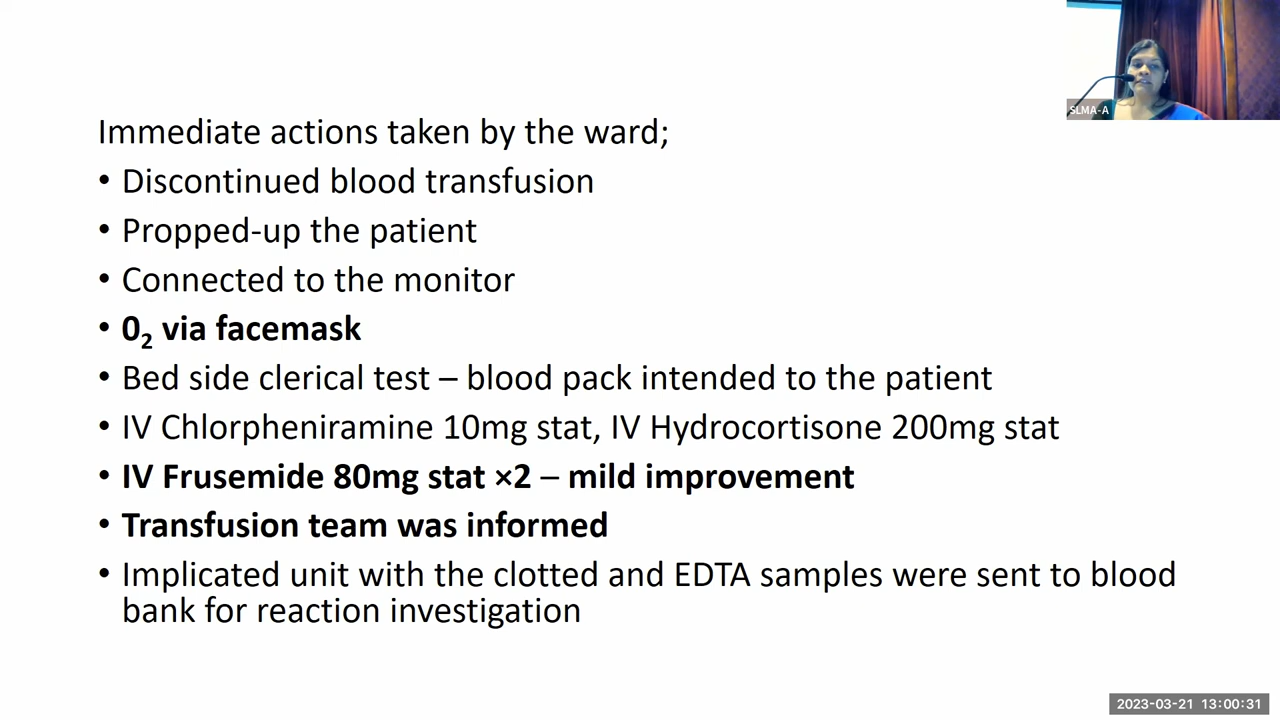 SLMA-A
Immediate actions taken by the ward;
• Discontinued blood transfusion
• Propped-up the patient
• Connected to the monitor
• 0₂ via facemask
• Bed side clerical test – blood pack intended to the patient
• IV Chlorpheniramine 10mg stat, IV Hydrocortisone 200mg stat
• IV Frusemide 80mg stat ×2 – mild improvement
• Transfusion team was informed
• Implicated unit with the clotted and EDTA samples were sent to blood
bank for reaction investigation
2023-03-21 13:00:31